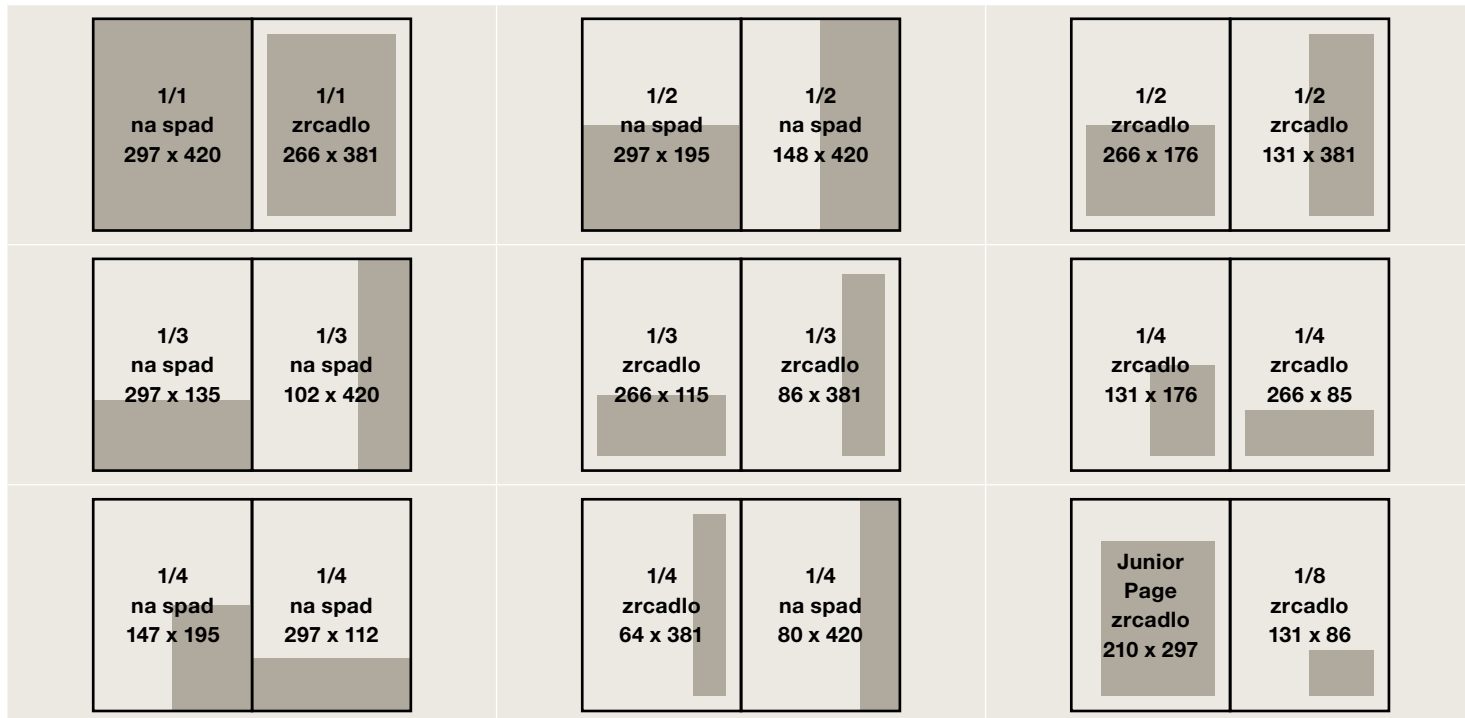 1/1
na spad
297 x 420
1/1
zrcadlo
266 x 381
1/2
na spad
297 x 195
1/2
na spad
148 x 420
1/2
zrcadlo
266 x 176
1/2
zrcadlo
131 x 381
1/3
na spad
297 x 135
1/3
na spad
102 x 420
1/3
zrcadlo
266 x 115
1/3
zrcadlo
86 x 381
1/4
zrcadlo
131 x 176
1/4
zrcadlo
266 x 85
1/4
na spad
147 x 195
1/4
na spad
297 x 112
1/4
zrcadlo
64 x 381
1/4
na spad
80 x 420
Junior
Page
zrcadlo
210 x 297
1/8
zrcadlo
131 x 86